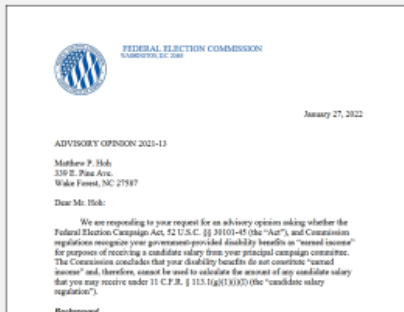 FEDERAL ELECTION COMMISSION
WASHINGTON, DC 20463
January 27, 2022
ADVISORY OPINION 2021-13
Matthew P. Hoh
339 E. Pine Ave.
Wake Forest, NC 27587
Dear Mr. Hoh:
We are responding to your request for an advisory opinion asking whether the
Federal Election Campaign Act, 52 U.S.C. §§ 30101-45 (the “Act”), and Commission
regulations recognize your government-provided disability benefits as “earned income”
for purposes of receiving a candidate salary from your principal campaign committee.
The Commission concludes that your disability benefits do not constitute “earned
income” and, therefore, cannot be used to calculate the amount of any candidate salary
that you may receive under 11 C.F.R. § 113.1(g)(1)(i)(I) (the “candidate salary
regulation”).
Background